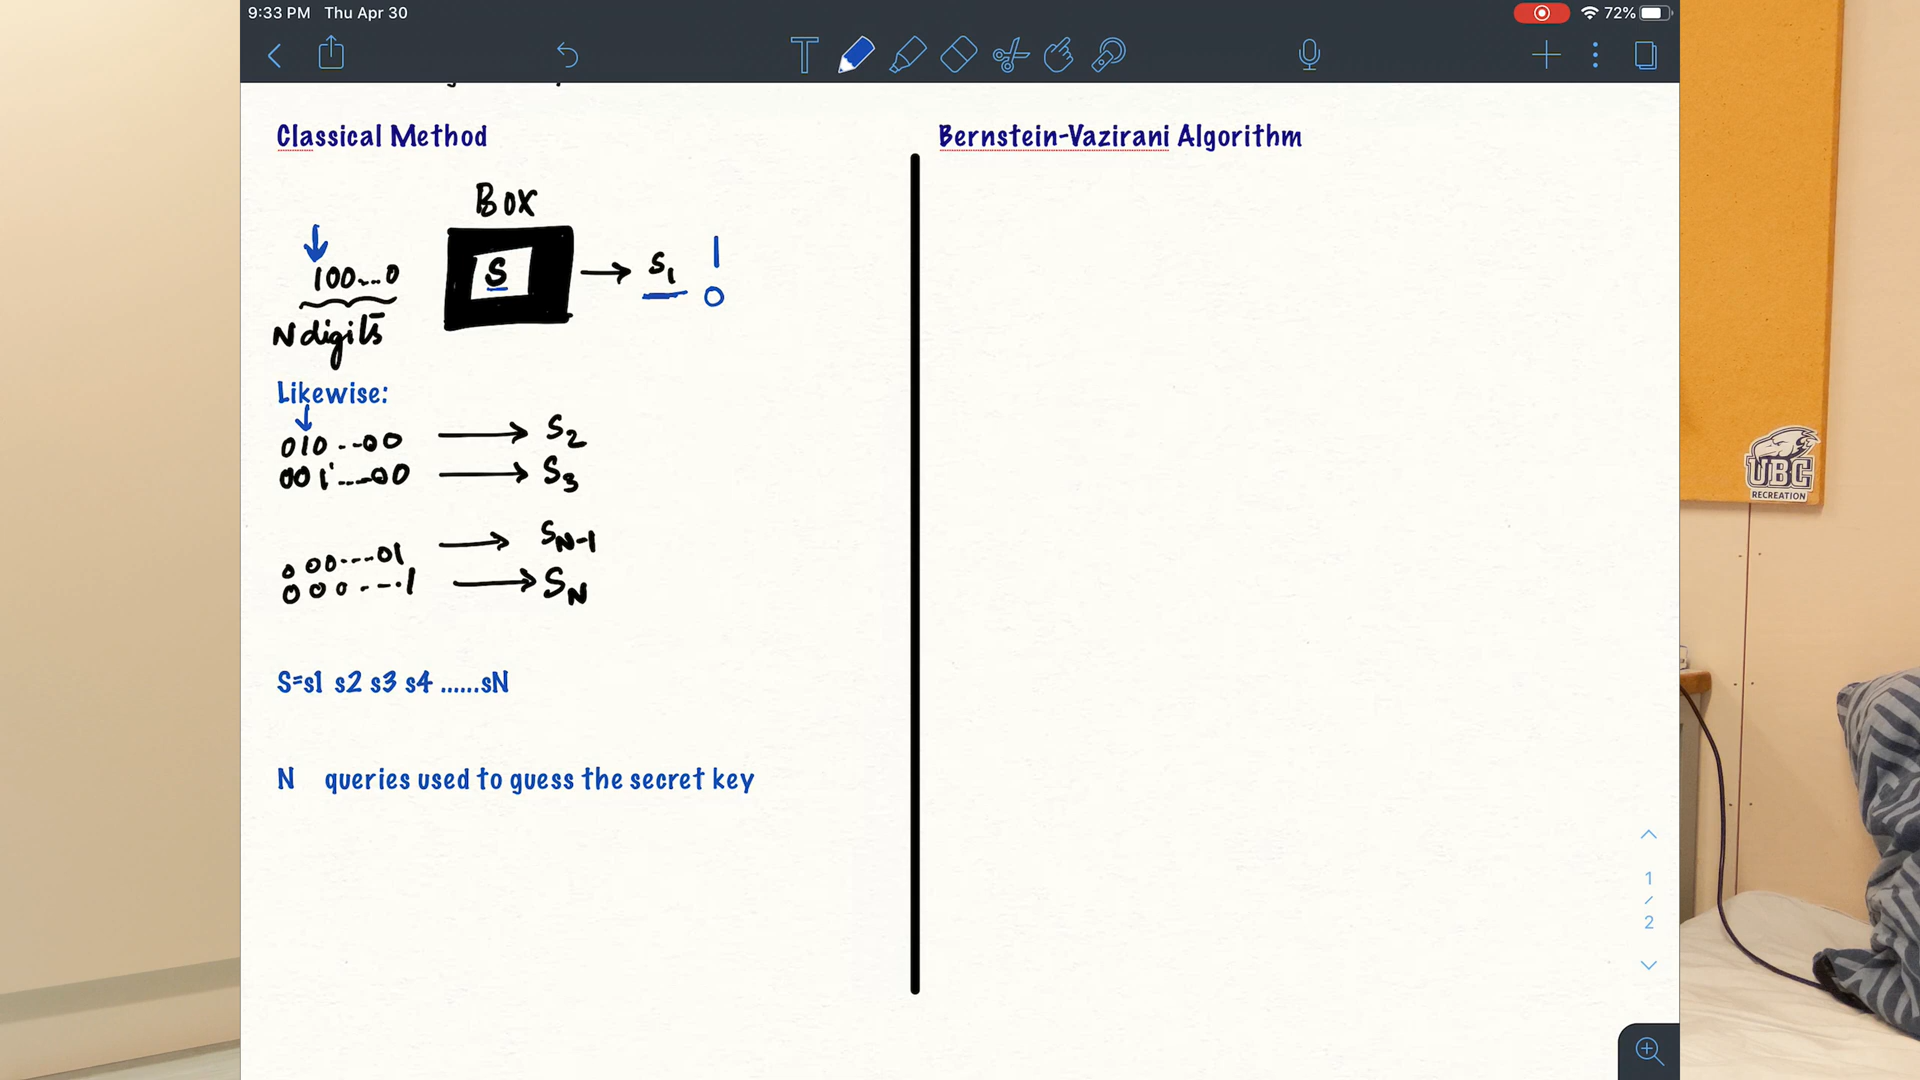 9:33 PM Thu Apr 30
72%
Classical Method
Box
100...0
S
→ S1
1
0
N digits
Likewise:
010...00 → S2
001...00 → S3
000...01 → SN-1
000...1 → SN
S=s1 s2 s3 s4 ......sN
N queries used to guess the secret key
Bernstein-Vazirani Algorithm
1
/
2
UBC
RECREATION